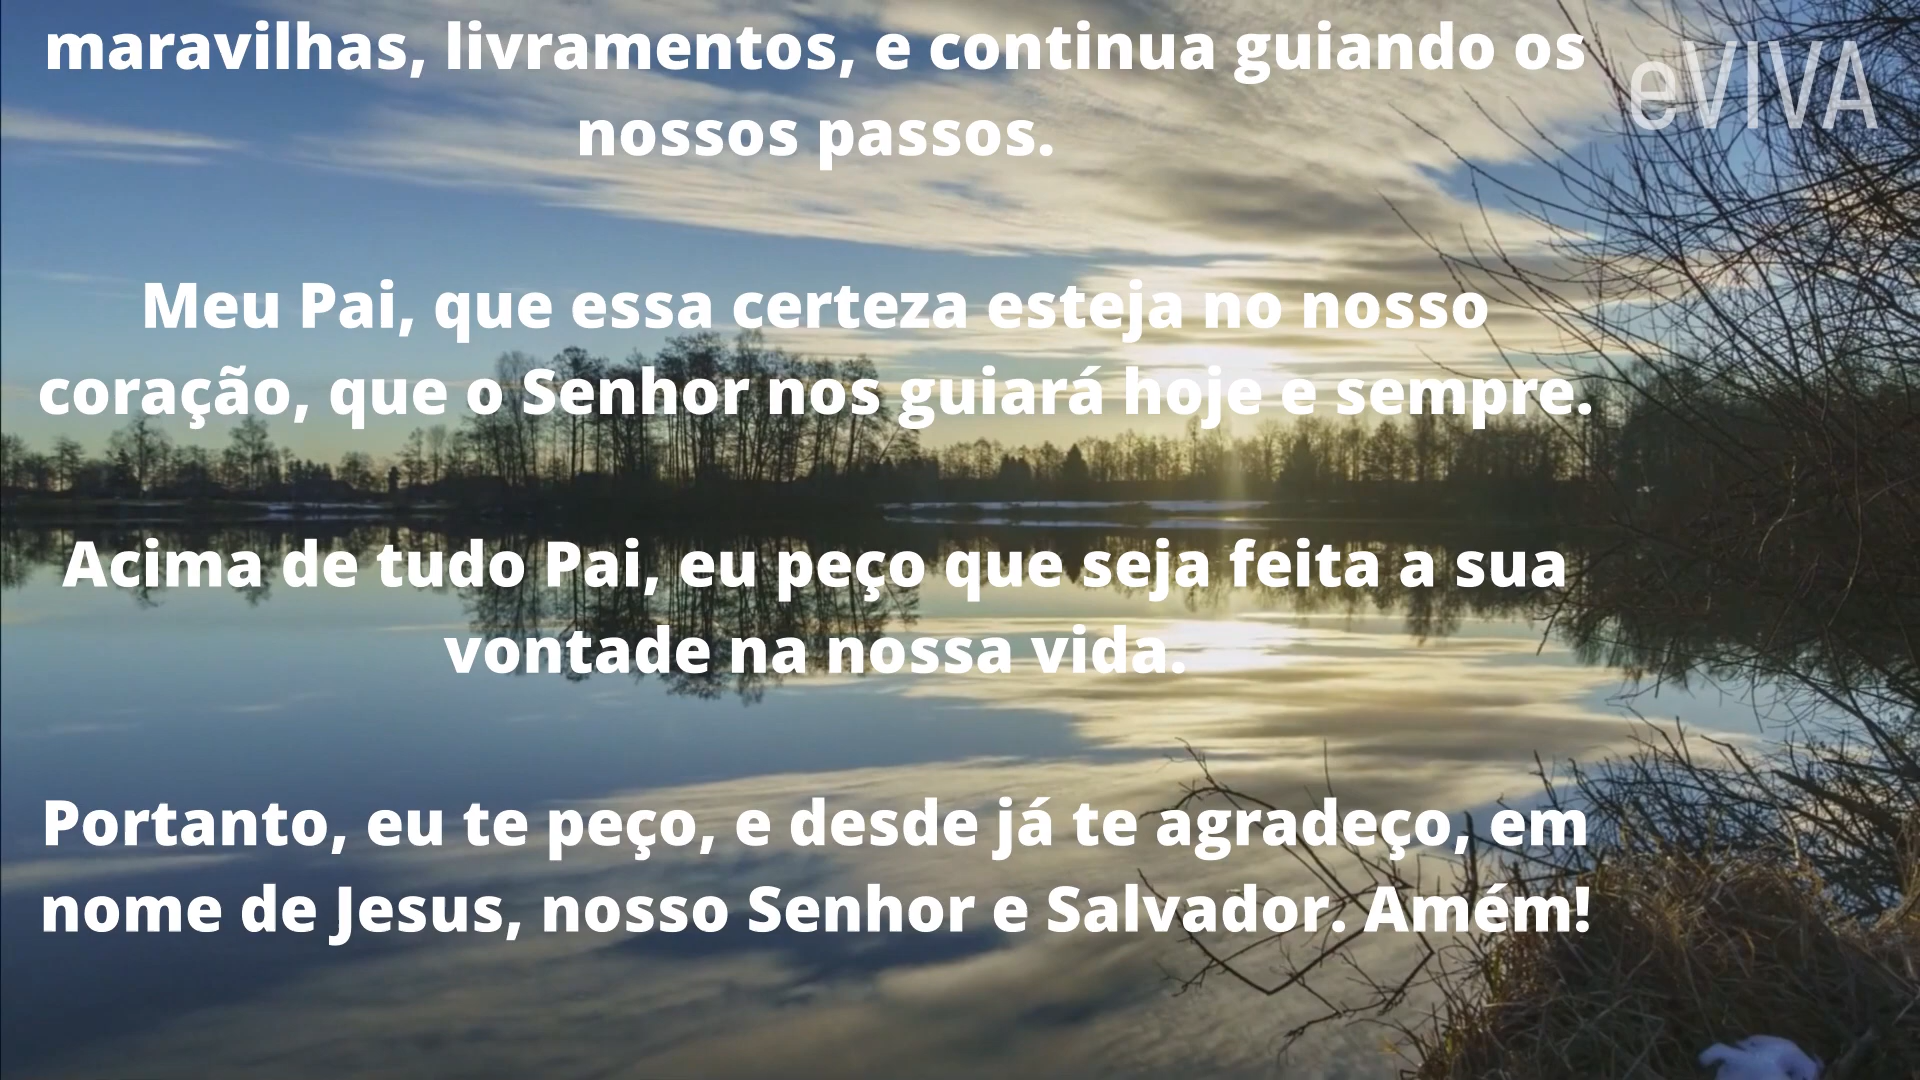 maravilhas, livramentos, e continua guiando os
eVIVA
nossos passos.
Meu Pai, que essa certeza esteja no nosso
coração, que o Senhor nos guiará hoje e sempre.
Acima de tudo Pai, eu peço que seja feita a sua
vontade na nossa vida.
Portanto, eu te peço, e desde já te agradeço, em
nome de Jesus, nosso Senhor e Salvador. Amém!